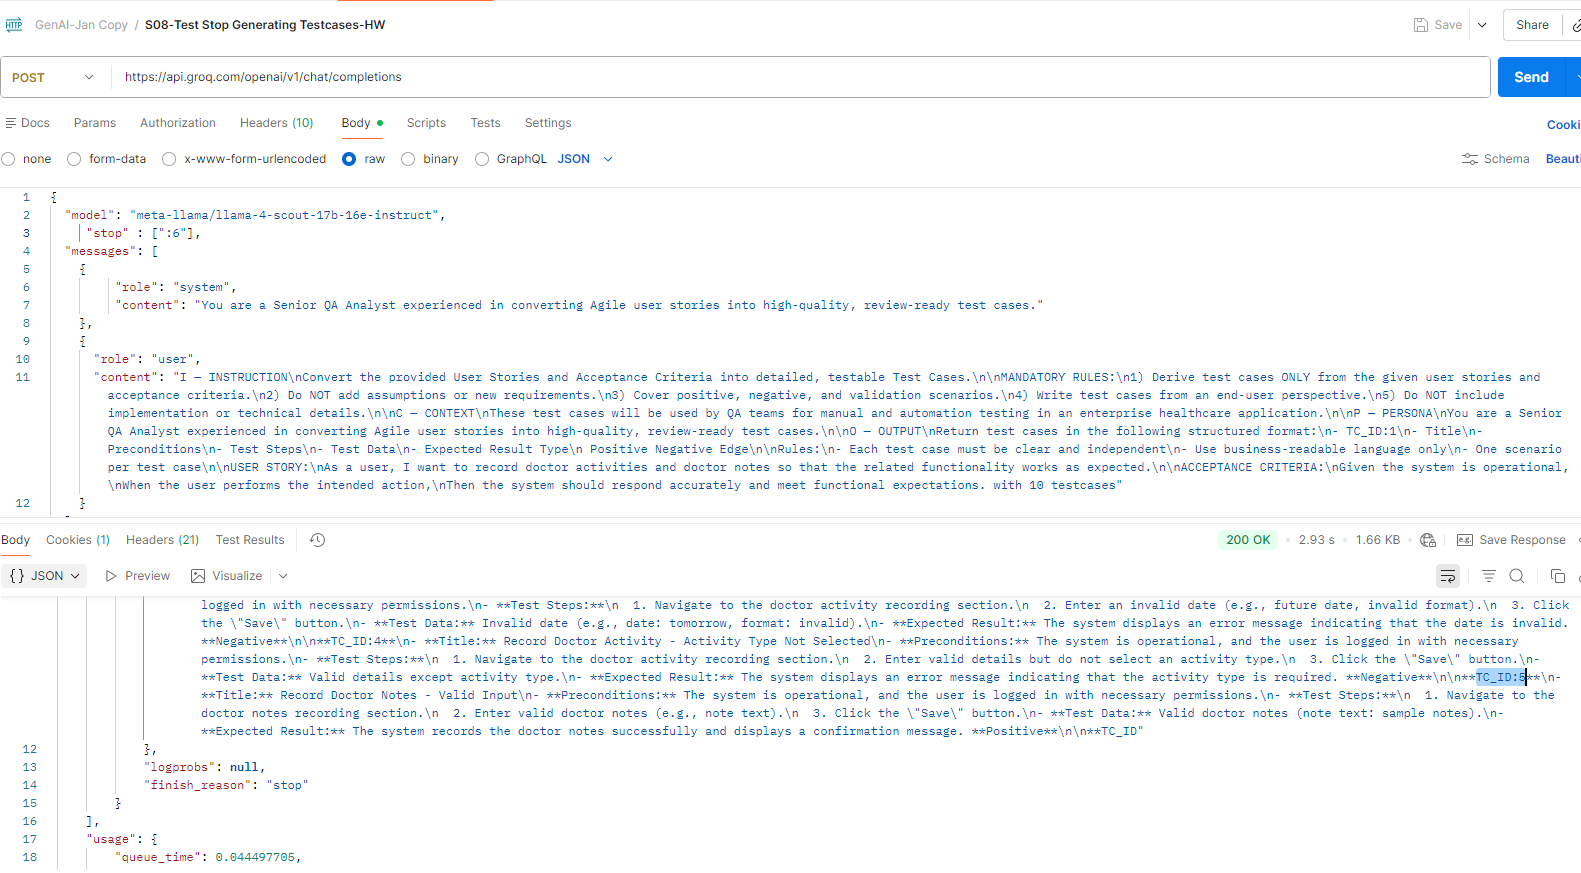 HTTP GenAI-Jan Copy / S08-Test Stop Generating Testcases-HW Save Share
POST https://api.groq.com/openai/v1/chat/completions Send
Docs Params Authorization Headers (10) Body Scripts Tests Settings Cooki
none form-data x-www-form-urlencoded raw binary GraphQL JSON Schema Beauti
1 {
2 "model": "meta-llama/llama-4-scout-17b-16e-instruct",
3 "stop" : [":6"],
4 "messages": [
5 {
6 "role": "system",
7 "content": "You are a Senior QA Analyst experienced in converting Agile user stories into high-quality, review-ready test cases."
8 },
9 {
10 "role": "user",
11 "content": "I — INSTRUCTION\nConvert the provided User Stories and Acceptance Criteria into detailed, testable Test Cases.\n\nMANDATORY RULES:\n1) Derive test cases ONLY from the given user stories and
acceptance criteria.\n2) Do NOT add assumptions or new requirements.\n3) Cover positive, negative, and validation scenarios.\n4) Write test cases from an end-user perspective.\n5) Do NOT include
implementation or technical details.\n\nC — CONTEXT\nThese test cases will be used by QA teams for manual and automation testing in an enterprise healthcare application.\n\nP — PERSONA\nYou are a Senior
QA Analyst experienced in converting Agile user stories into high-quality, review-ready test cases.\n\nO — OUTPUT\nReturn test cases in the following structured format:\n- TC_ID:1\n- Title\n-
Preconditions\n- Test Steps\n- Test Data\n- Expected Result Type\n Positive Negative Edge\n\nRules:\n- Each test case must be clear and independent\n- Use business-readable language only\n- One scenario
per test case\n\nUSER STORY:\nAs a user, I want to record doctor activities and doctor notes so that the related functionality works as expected.\n\nACCEPTANCE CRITERIA:\nGiven the system is operational,
\nWhen the user performs the intended action,\nThen the system should respond accurately and meet functional expectations. with 10 testcases"
12 }
Body Cookies (1) Headers (21) Test Results 200 OK • 2.93 s • 1.66 KB • e.g. Save Response
{} JSON Preview Visualize
logged in with necessary permissions.\n- **Test Steps:**\n 1. Navigate to the doctor activity recording section.\n 2. Enter an invalid date (e.g., future date, invalid format).\n 3. Click
the \"Save\" button.\n- **Test Data:** Invalid date (e.g., date: tomorrow, format: invalid).\n- **Expected Result:** The system displays an error message indicating that the date is invalid.
**Negative**\n\n**TC_ID:4**\n- **Title:** Record Doctor Activity - Activity Type Not Selected\n- **Preconditions:** The system is operational, and the user is logged in with necessary
permissions.\n- **Test Steps:**\n 1. Navigate to the doctor activity recording section.\n 2. Enter valid details but do not select an activity type.\n 3. Click the \"Save\" button.\n-
**Test Data:** Valid details except activity type.\n- **Expected Result:** The system displays an error message indicating that the activity type is required. **Negative**\n\n**TC_ID:5**\n-
**Title:** Record Doctor Notes - Valid Input\n- **Preconditions:** The system is operational, and the user is logged in with necessary permissions.\n- **Test Steps:**\n 1. Navigate to the
doctor notes recording section.\n 2. Enter valid doctor notes (e.g., note text).\n 3. Click the \"Save\" button.\n- **Test Data:** Valid doctor notes (note text: sample notes).\n-
**Expected Result:** The system records the doctor notes successfully and displays a confirmation message. **Positive**\n\n**TC_ID"
12 },
13 "logprobs": null,
14 "finish_reason": "stop"
15 }
16 ],
17 "usage": {
18 "queue_time": 0.044497705,